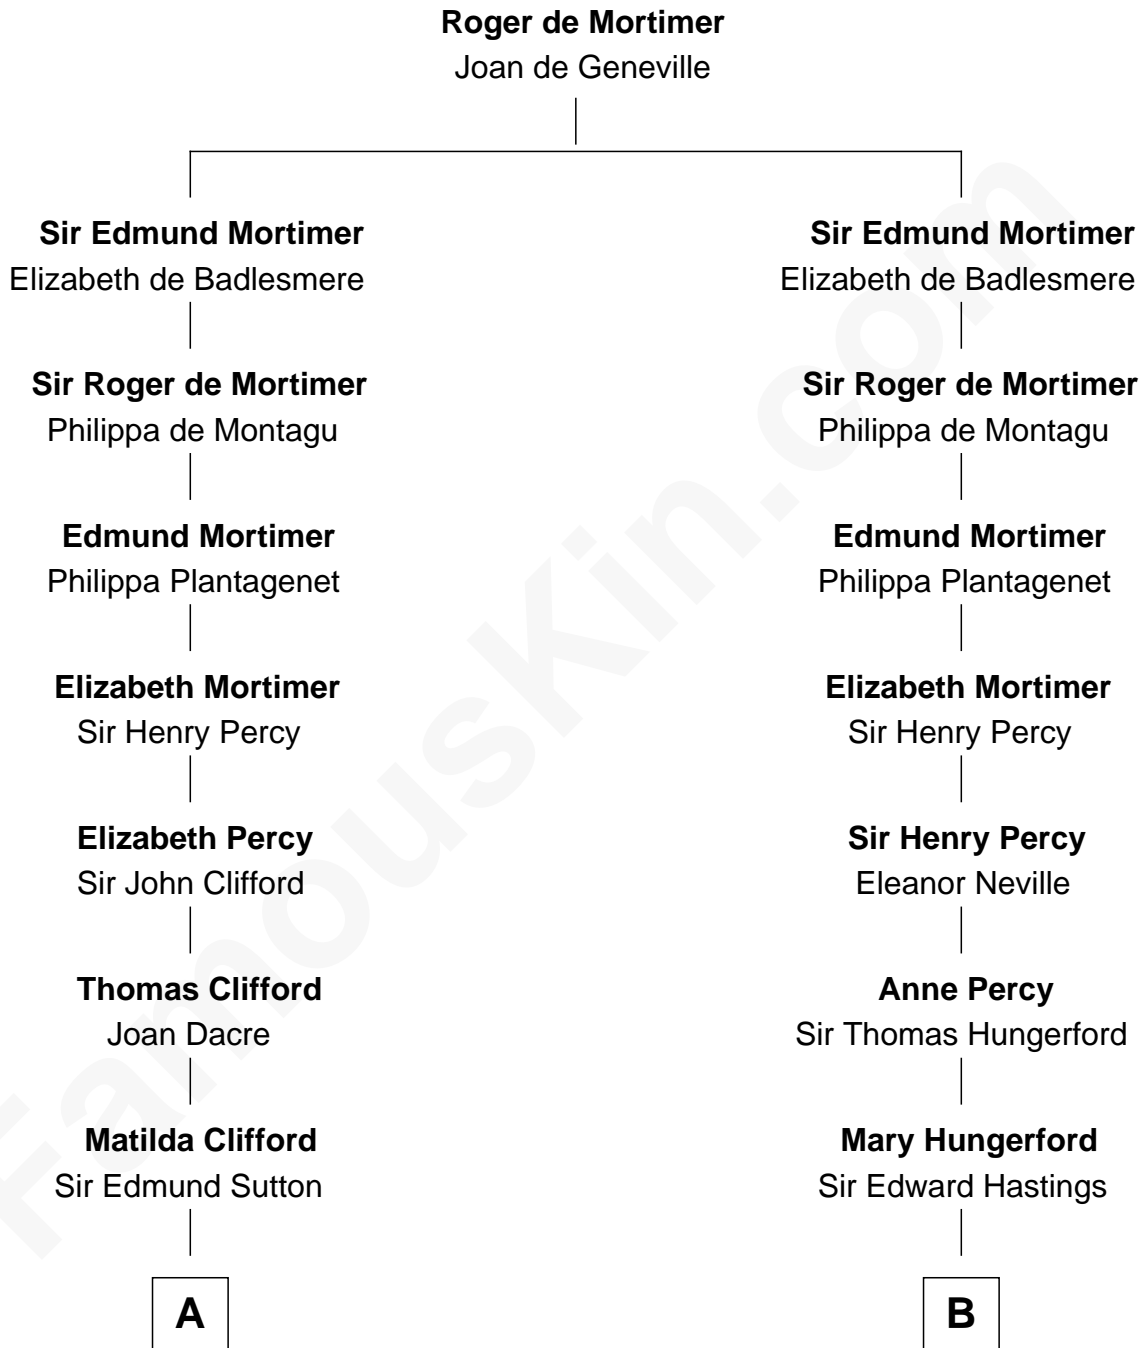 Roger de Mortimer
Joan de Geneville
Sir Edmund Mortimer
Elizabeth de Badlesmere
Sir Edmund Mortimer
Elizabeth de Badlesmere
Sir Roger de Mortimer
Philippa de Montagu
Sir Roger de Mortimer
Philippa de Montagu
Edmund Mortimer
Philippa Plantagenet
Edmund Mortimer
Philippa Plantagenet
Elizabeth Mortimer
Sir Henry Percy
Elizabeth Mortimer
Sir Henry Percy
Elizabeth Percy
Sir John Clifford
Sir Henry Percy
Eleanor Neville
Thomas Clifford
Joan Dacre
Anne Percy
Sir Thomas Hungerford
Matilda Clifford
Sir Edmund Sutton
Mary Hungerford
Sir Edward Hastings
A
B
FamousKin.com